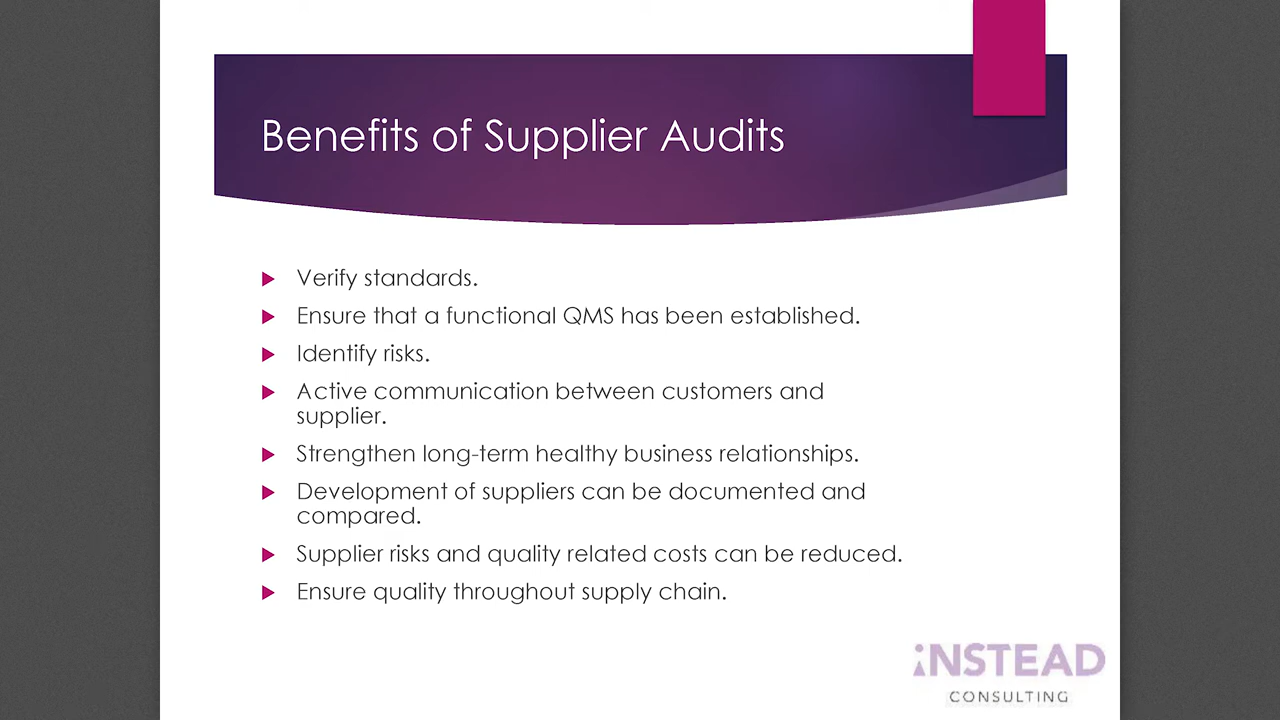 Benefits of Supplier Audits
Verify standards.
Ensure that a functional QMS has been established.
Identify risks.
Active communication between customers and
supplier.
Strengthen long-term healthy business relationships.
Development of suppliers can be documented and
compared.
Supplier risks and quality related costs can be reduced.
Ensure quality throughout supply chain.
iNSTEAD
CONSULTING